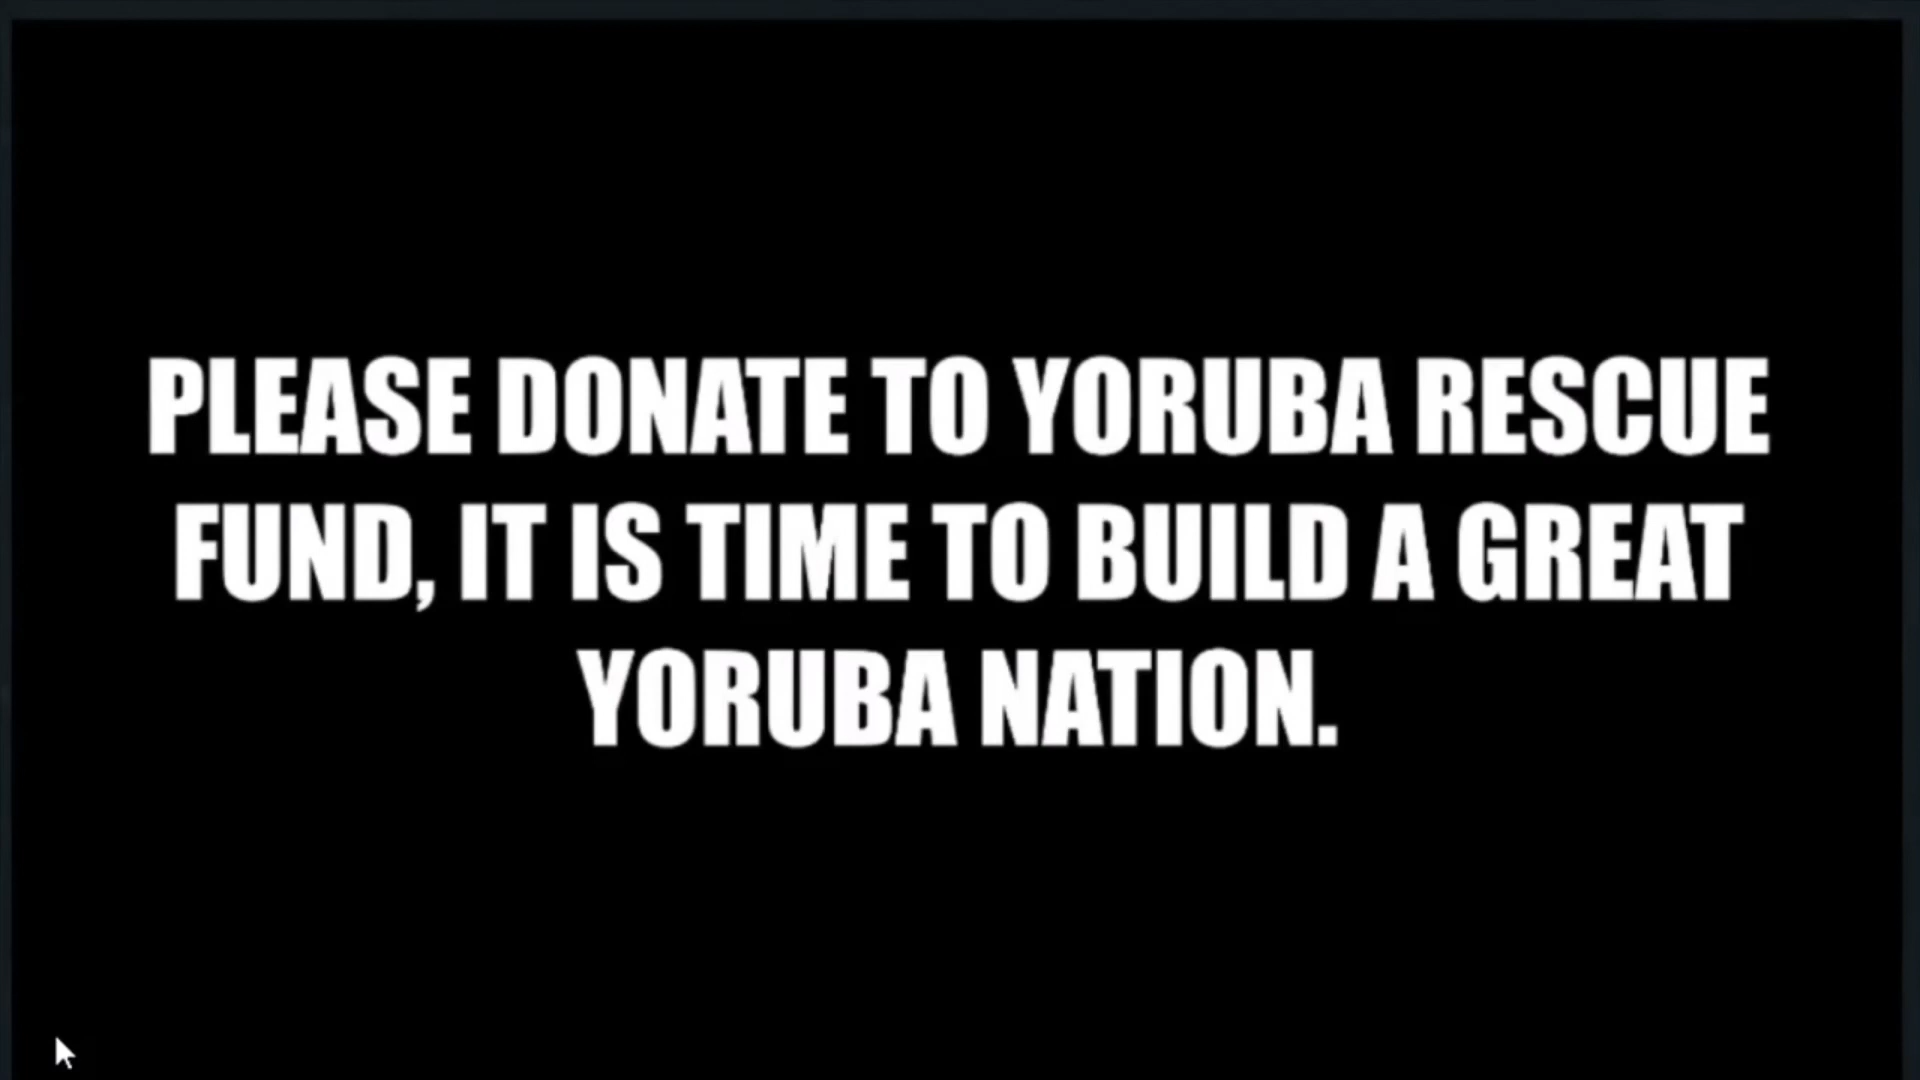 PLEASE DONATE TO YORUBA RESCUE
FUND, IT IS TIME TO BUILD A GREAT
YORUBA NATION.